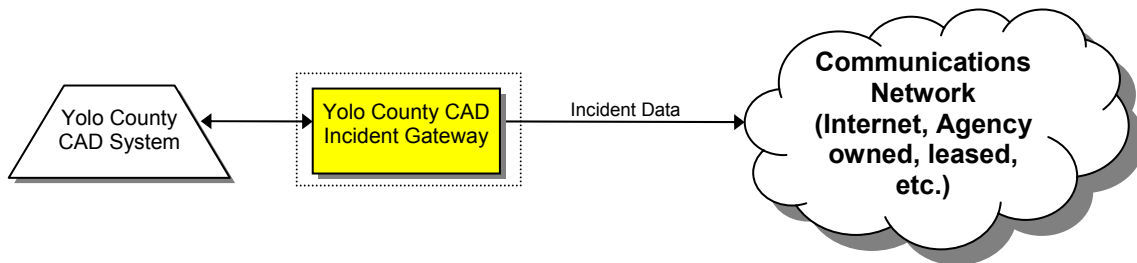 Yolo County
CAD System
Yolo County CAD
Incident Gateway
Incident Data
Communications
Network
(Internet, Agency
owned, leased,
etc.)